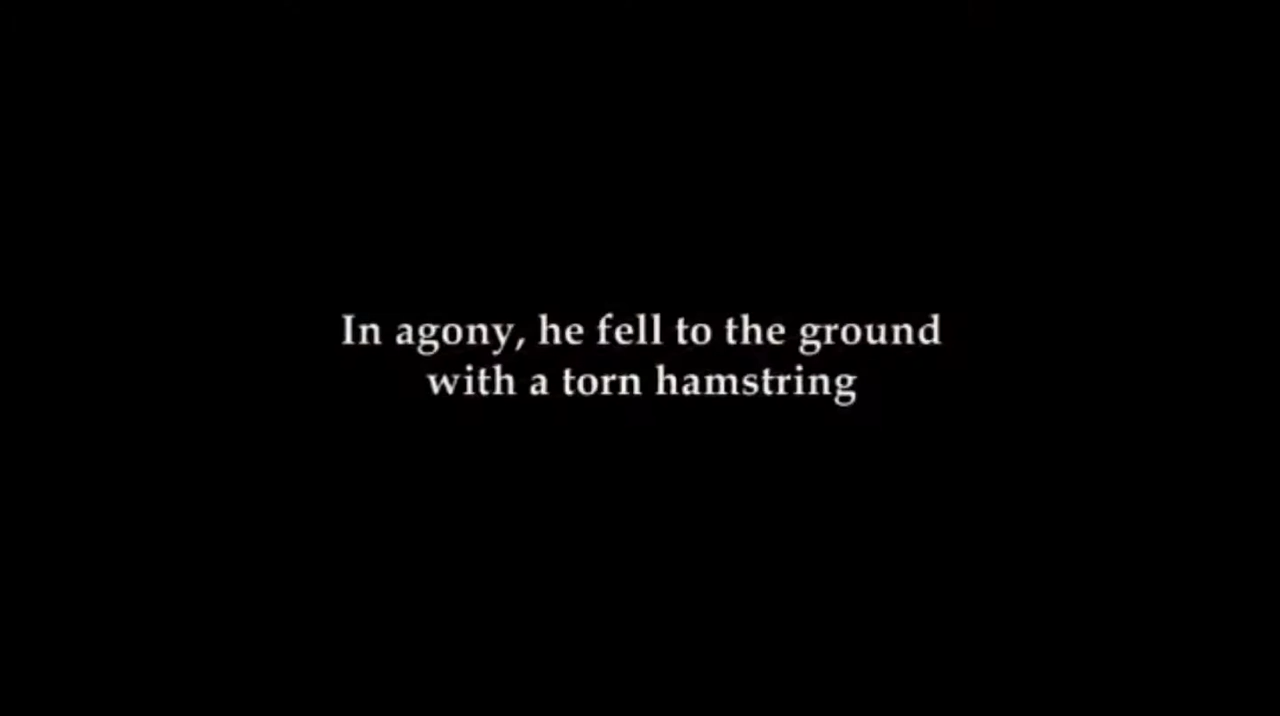 In agony, he fell to the ground
with a torn hamstring